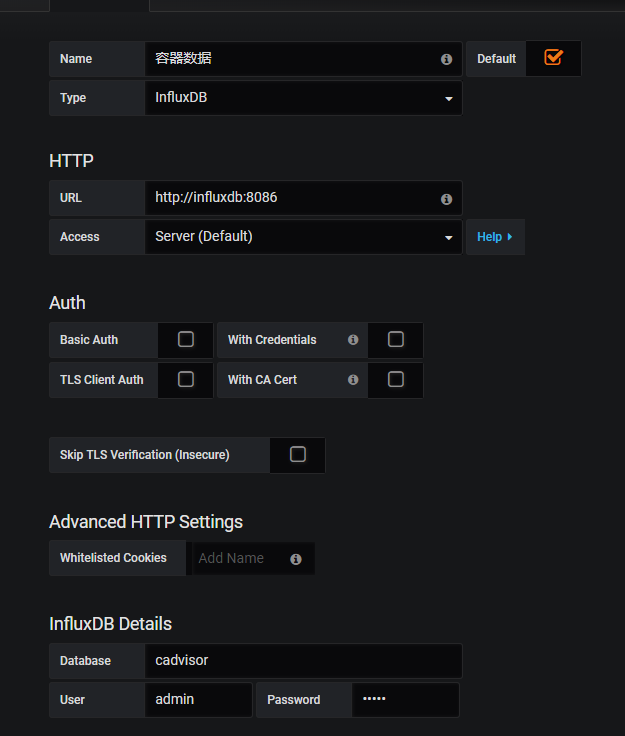 Name 容器数据 Default
Type InfluxDB
HTTP
URL http://influxdb:8086
Access Server (Default) Help
Auth
Basic Auth With Credentials
TLS Client Auth With CA Cert
Skip TLS Verification (Insecure)
Advanced HTTP Settings
Whitelisted Cookies Add Name
InfluxDB Details
Database cadvisor
User admin Password •••••